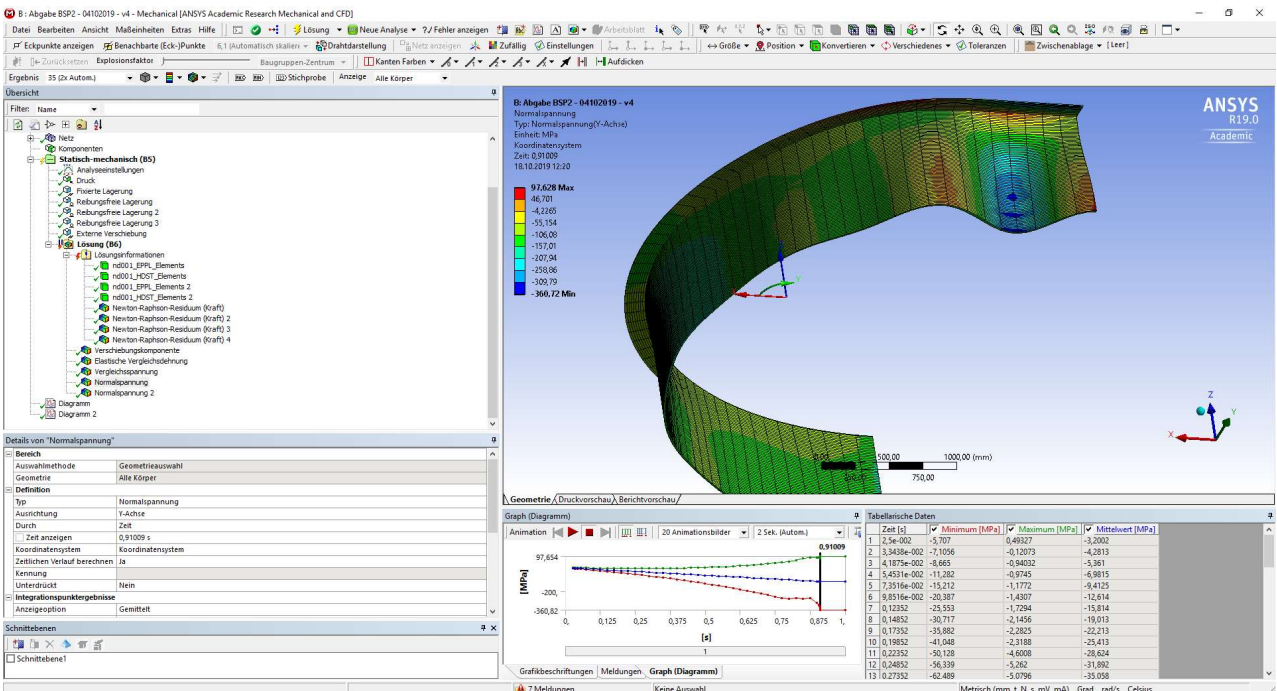 B : Abgabe BSP2 - 04102019 - v4 - Mechanical [ANSYS Academic Research Mechanical and CFD]
Datei Bearbeiten Ansicht Maßeinheiten Extras Hilfe Lösung Neue Analyse ?/ Fehler anzeigen Arbeitsblatt
Eckpunkte anzeigen Benachbarte (Eck-)Punkte 6,1 (Automatisch skaliert) Drahtdarstellung Netz anzeigen Zufällig Einstellungen Größe Position Konvertieren Verschiedenes Toleranzen Zwischenablage [Leer]
Zurücksetzen Explosionsfaktor Baugruppen-Zentrum Kanten Farben Aufdicken
Ergebnis 35 (2x Autom.) Stichprobe Anzeige Alle Körper
Übersicht
Filter: Name
Netz
Komponenten
Statisch-mechanisch (B5)
Analyseeinstellungen
Druck
Fixierte Lagerung
Reibungsfreie Lagerung
Reibungsfreie Lagerung 2
Reibungsfreie Lagerung 3
Externe Verschiebung
Lösung (B6)
Lösungsinformationen
nd001_EPPL_Elements
nd001_HDST_Elements
nd001_EPPL_Elements 2
nd001_HDST_Elements 2
Newton-Raphson-Residuum (Kraft)
Newton-Raphson-Residuum (Kraft) 2
Newton-Raphson-Residuum (Kraft) 3
Newton-Raphson-Residuum (Kraft) 4
Verschiebungskomponente
Elastische Vergleichsdehnung
Vergleichsspannung
Normalspannung
Normalspannung 2
Diagramm
Diagramm 2
Details von "Normalspannung"
Bereich
Auswahlmethode Geometrieauswahl
Geometrie Alle Körper
Definition
Typ Normalspannung
Ausrichtung Y-Achse
Durch Zeit
Zeit anzeigen 0,91009 s
Koordinatensystem Koordinatensystem
Zeitlichen Verlauf berechnen Ja
Kennung
Unterdrückt Nein
Integrationspunktergebnisse
Anzeigeoption Gemittelt
Schnittebenen
Schnittebene1
B: Abgabe BSP2 - 04102019 - v4
Normalspannung
Typ: Normalspannung(Y-Achse)
Einheit: MPa
Koordinatensystem
Zeit: 0,91009
18.10.2019 12:20
97,628 Max
46,701
-4,2265
-55,154
-106,08
-157,01
-207,94
-258,86
-309,79
-360,72 Min
ANSYS
R19.0
Academic
X
Y
Z
X
Y
0,00 500,00 1000,00 (mm)
250,00 750,00
Geometrie Druckvorschau Berichtvorschau
Graph (Diagramm)
Animation 20 Animationsbilder 2 Sek. (Autom.)
0,91009
97,654
-200,
-360,82
[MPa]
0, 0,125 0,25 0,375 0,5 0,625 0,75 0,875 1,
[s]
1
Grafikbeschriftungen Meldungen Graph (Diagramm)
Tabellarische Daten
Zeit [s] Minimum [MPa] Maximum [MPa] Mittelwert [MPa]
1 2,5e-002 -5,707 0,49327 -3,2002
2 3,3438e-002 -7,1056 -0,12073 -4,2813
3 4,1875e-002 -8,665 -0,94032 -5,361
4 5,4531e-002 -11,282 -0,9745 -6,9815
5 7,3516e-002 -15,212 -1,1772 -9,4125
6 9,8516e-002 -20,387 -1,4307 -12,614
7 0,12352 -25,553 -1,7294 -15,814
8 0,14852 -30,717 -2,1456 -19,013
9 0,17352 -35,882 -2,2825 -22,213
10 0,19852 -41,048 -2,3188 -25,413
11 0,22352 -50,128 -4,6008 -28,624
12 0,24852 -56,339 -5,262 -31,892
13 0,27352 -62,489 -5,0796 -35,058
7 Meldungen Keine Auswahl Metrisch (mm, t, N, s, mV, mA) Grad rad/s Celsius